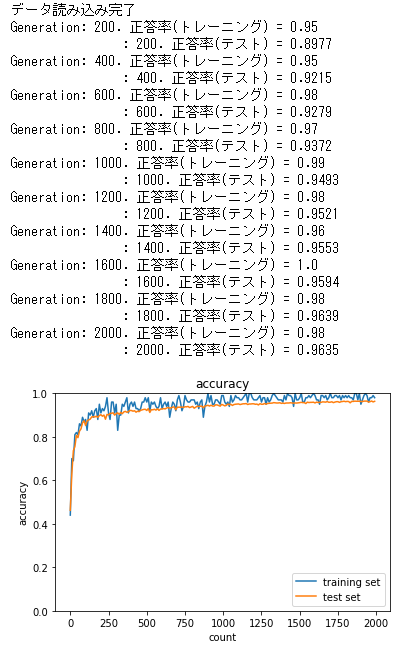 データ読み込み完了
Generation: 200. 正答率(トレーニング) = 0.95
: 200. 正答率(テスト) = 0.8977
Generation: 400. 正答率(トレーニング) = 0.95
: 400. 正答率(テスト) = 0.9215
Generation: 600. 正答率(トレーニング) = 0.98
: 600. 正答率(テスト) = 0.9279
Generation: 800. 正答率(トレーニング) = 0.97
: 800. 正答率(テスト) = 0.9372
Generation: 1000. 正答率(トレーニング) = 0.99
: 1000. 正答率(テスト) = 0.9493
Generation: 1200. 正答率(トレーニング) = 0.98
: 1200. 正答率(テスト) = 0.9521
Generation: 1400. 正答率(トレーニング) = 0.96
: 1400. 正答率(テスト) = 0.9553
Generation: 1600. 正答率(トレーニング) = 1.0
: 1600. 正答率(テスト) = 0.9594
Generation: 1800. 正答率(トレーニング) = 0.98
: 1800. 正答率(テスト) = 0.9639
Generation: 2000. 正答率(トレーニング) = 0.98
: 2000. 正答率(テスト) = 0.9635
accuracy
1.0
0.8
0.6
0.4
0.2
0.0
accuracy
training set
test set
0 250 500 750 1000 1250 1500 1750 2000
count